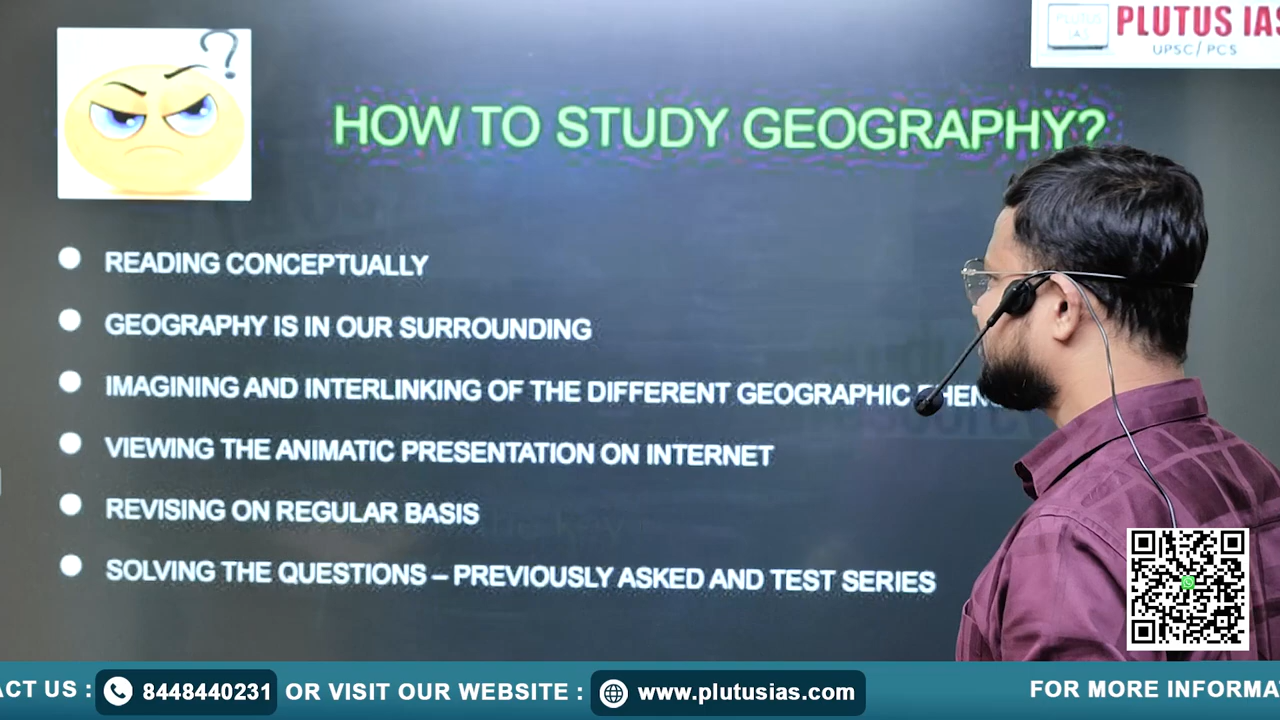 PLUTUS IAS
UPSC/ PCS
?
HOW TO STUDY GEOGRAPHY?
READING CONCEPTUALLY
GEOGRAPHY IS IN OUR SURROUNDING
IMAGINING AND INTERLINKING OF THE DIFFERENT GEOGRAPHIC
VIEWING THE ANIMATIC PRESENTATION ON INTERNET
REVISING ON REGULAR BASIS
SOLVING THE QUESTIONS – PREVIOUSLY ASKED AND TEST SERIES
ACT US : 8448440231 OR VISIT OUR WEBSITE : www.plutusias.com FOR MORE INFORMA